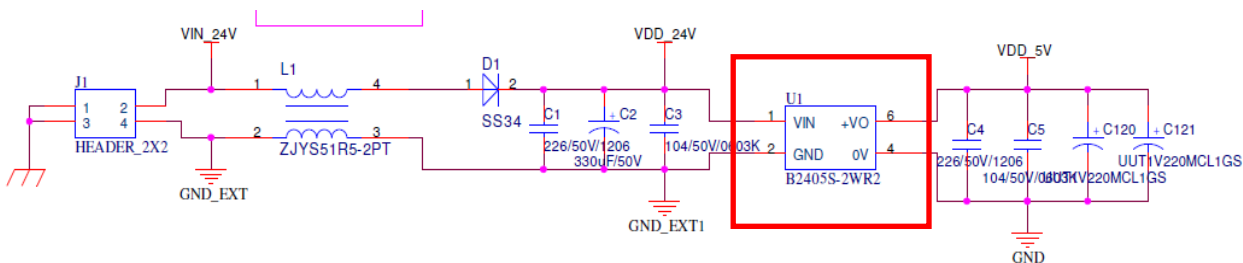 VIN_24V
VDD_24V
VDD_5V
J1
1 2
3 4
HEADER_2X2
L1
1 4
2 3
ZJYS51R5-2PT
GND_EXT
D1
1 2
SS34
C1
226/50V/1206
C2
330uF/50V
C3
104/50V/0603K
GND_EXT1
U1
1 VIN +VO 6
2 GND 0V 4
B2405S-2WR2
C4
226/50V/1206
C5
104/50V/0603K
C120
UUT1V220MCL1GS
C121
UUT1V220MCL1GS
GND